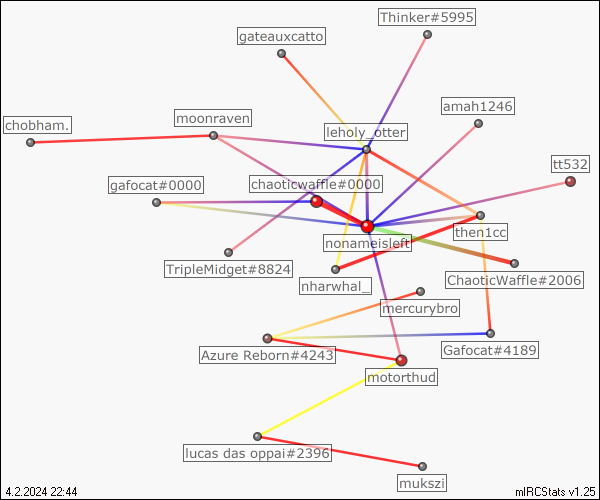 Thinker#5995
gateauxcatto
amah1246
moonraven
chobham.
leholy_otter
tt532
gafocat#0000
chaoticwaffle#0000
then1cc
nonameisleft
TripleMidget#8824
ChaoticWaffle#2006
nharwhal_
mercurybro
Gafocat#4189
Azure Reborn#4243
motorthud
lucas das oppai#2396
mukszi
4.2.2024 22:44
mIRCStats v1.25